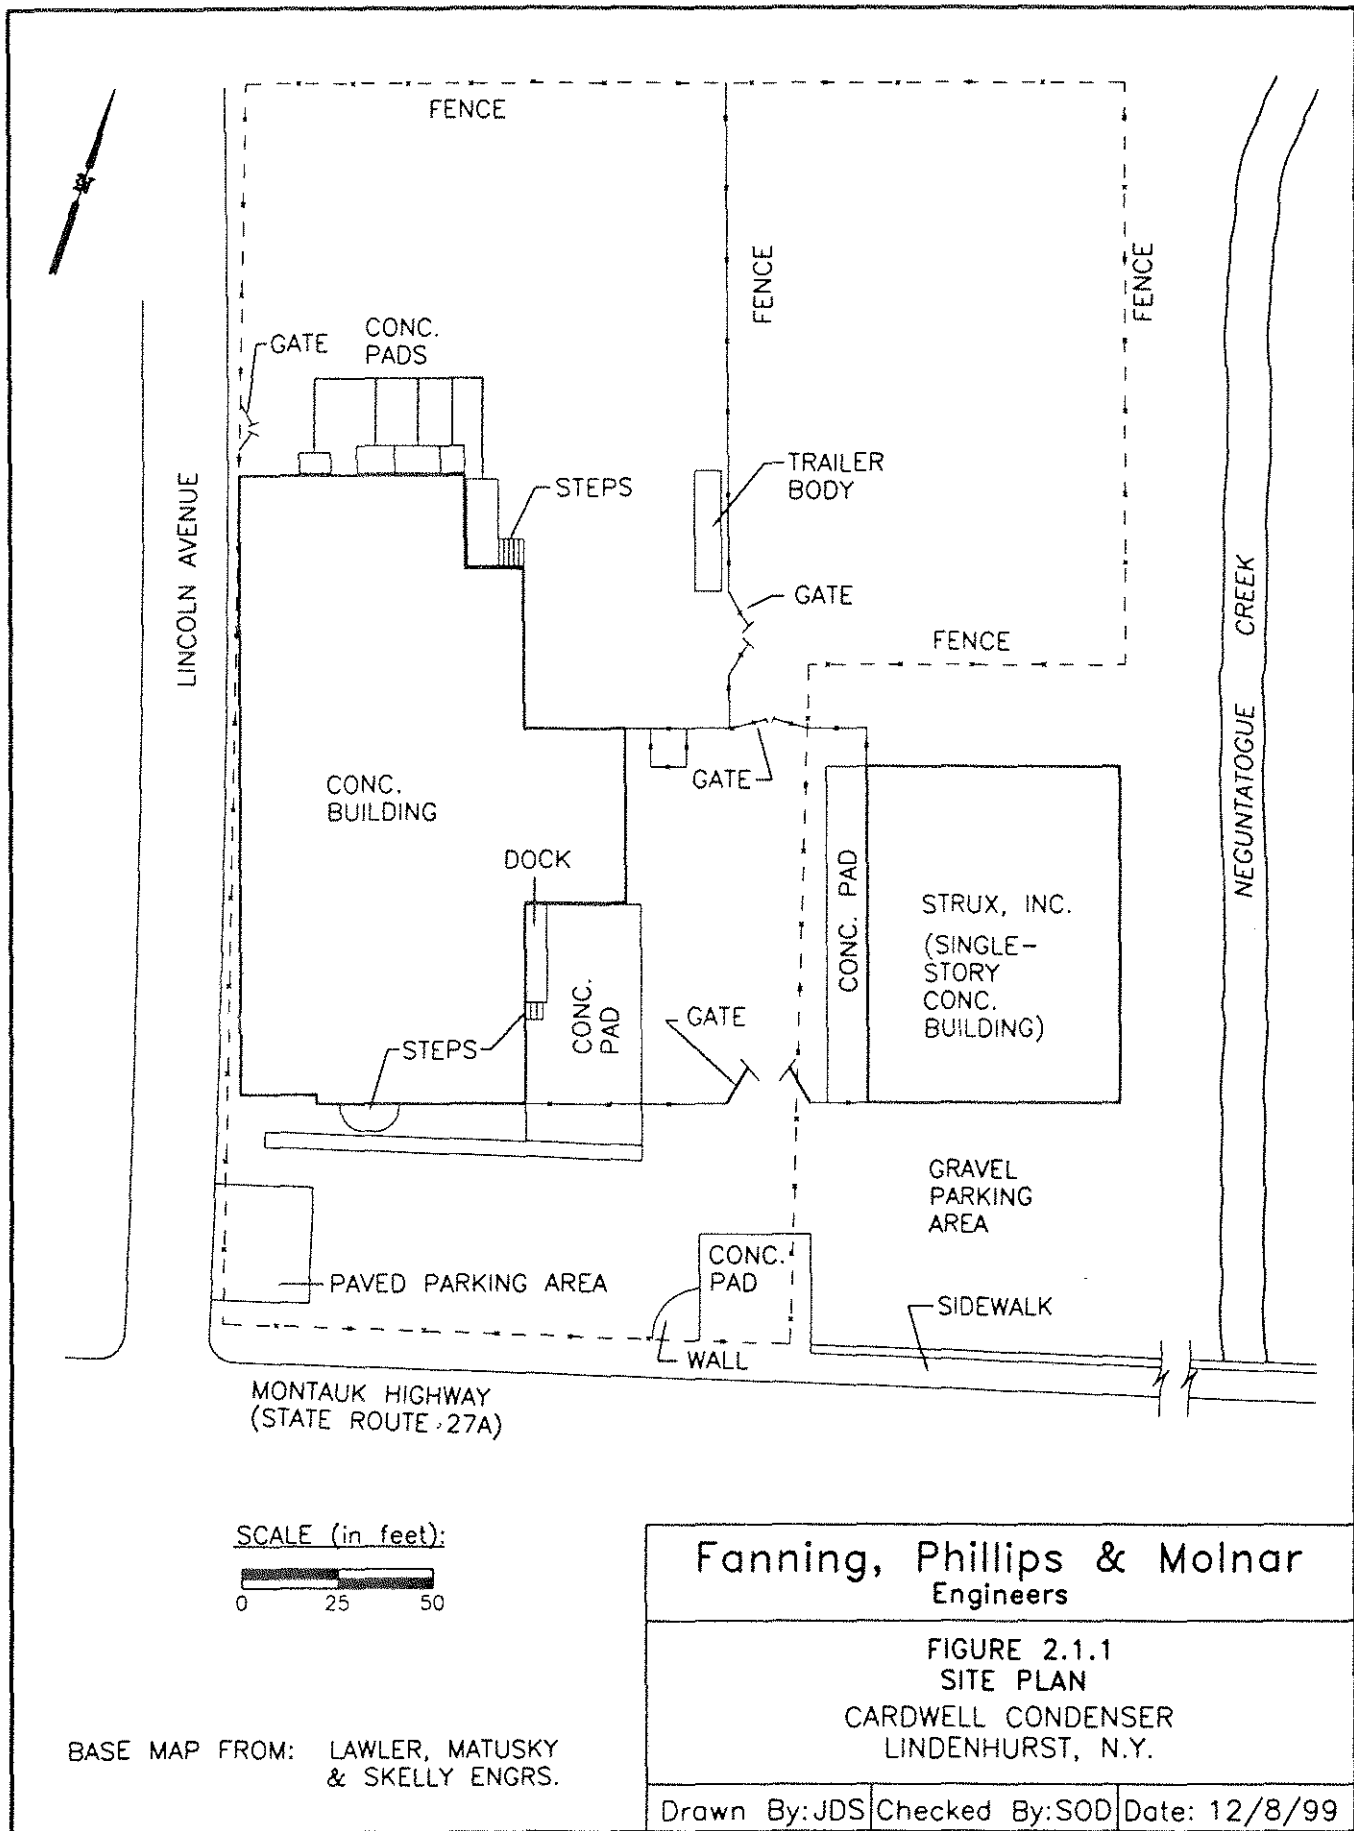 FENCE
FENCE
FENCE
GATE
CONC.
PADS
TRAILER
BODY
STEPS
LINCOLN AVENUE
GATE
FENCE
NEGUNTATOGUE CREEK
GATE
CONC.
BUILDING
DOCK
CONC. PAD
STRUX, INC.
(SINGLE-
STORY
CONC.
BUILDING)
CONC.
PAD
GATE
STEPS
GRAVEL
PARKING
AREA
CONC.
PAD
PAVED PARKING AREA
SIDEWALK
WALL
MONTAUK HIGHWAY
(STATE ROUTE 27A)
SCALE (in feet):
0 25 50
Fanning, Phillips & Molnar
Engineers
FIGURE 2.1.1
SITE PLAN
CARDWELL CONDENSER
LINDENHURST, N.Y.
BASE MAP FROM: LAWLER, MATUSKY
& SKELLY ENGRS.
Drawn By: JDS Checked By: SOD Date: 12/8/99